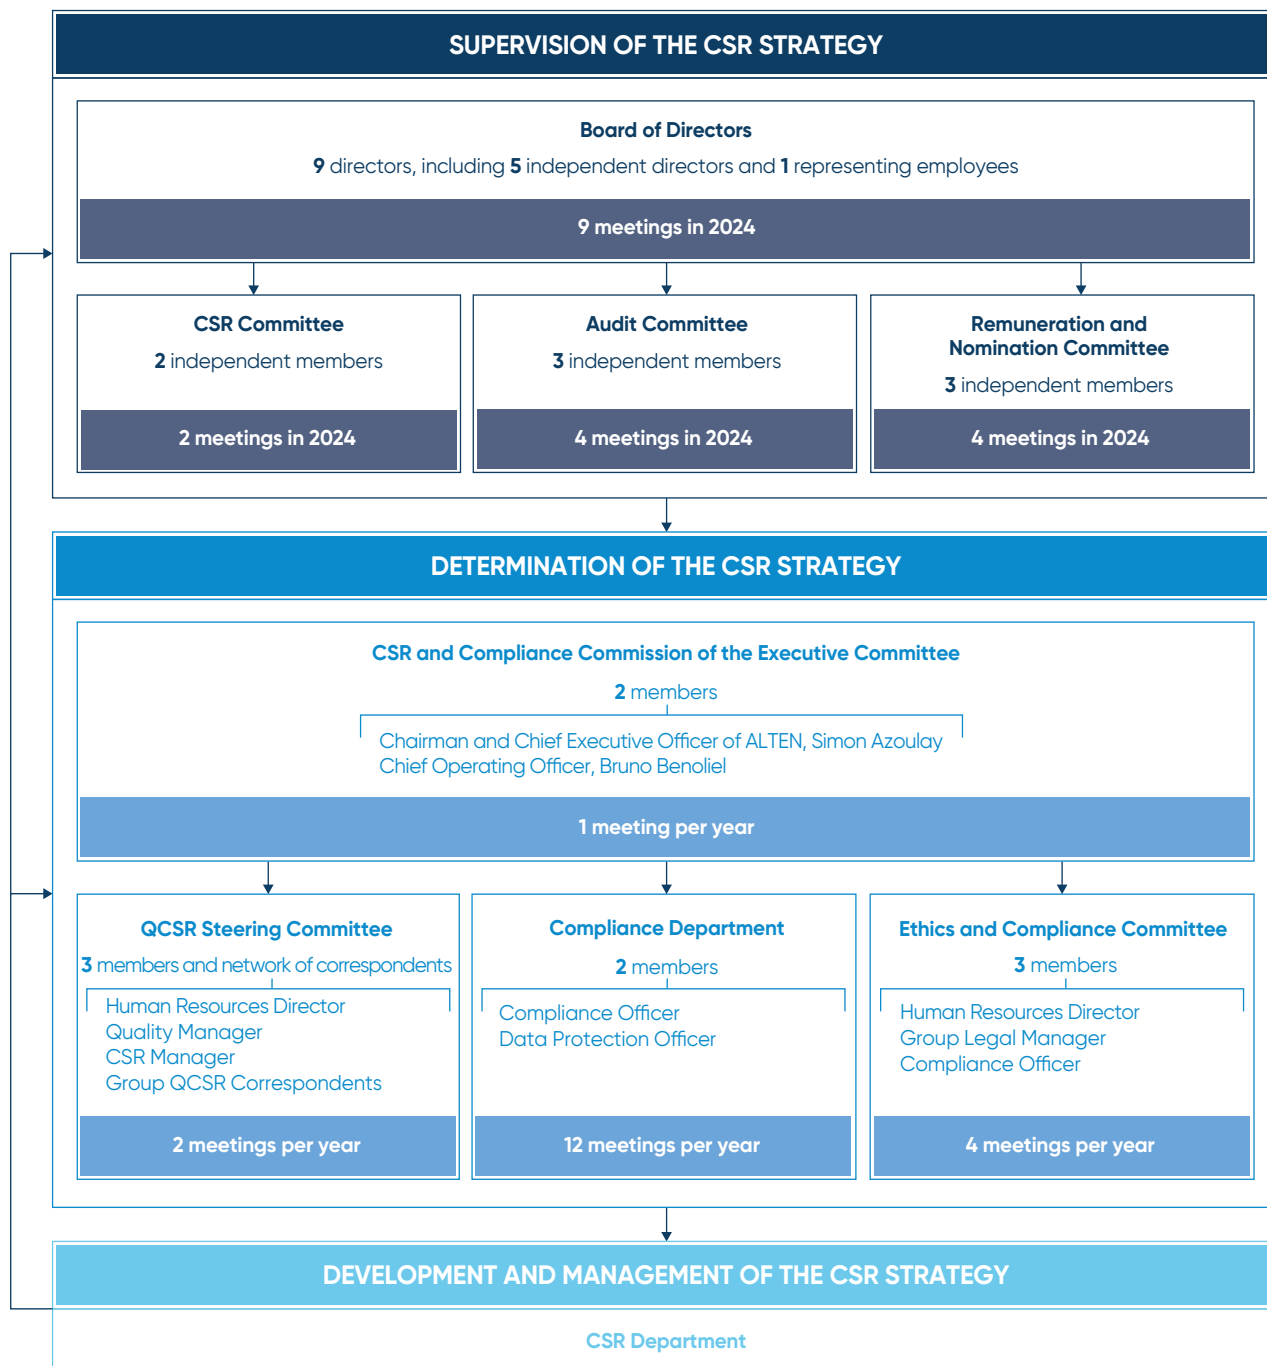 SUPERVISION OF THE CSR STRATEGY
Board of Directors
9 directors, including 5 independent directors and 1 representing employees
9 meetings in 2024
CSR Committee
2 independent members
2 meetings in 2024
Audit Committee
3 independent members
4 meetings in 2024
Remuneration and
Nomination Committee
3 independent members
4 meetings in 2024
DETERMINATION OF THE CSR STRATEGY
CSR and Compliance Commission of the Executive Committee
2 members
Chairman and Chief Executive Officer of ALTEN, Simon Azoulay
Chief Operating Officer, Bruno Benoliel
1 meeting per year
QCSR Steering Committee
3 members and network of correspondents
Human Resources Director
Quality Manager
CSR Manager
Group QCSR Correspondents
2 meetings per year
Compliance Department
2 members
Compliance Officer
Data Protection Officer
12 meetings per year
Ethics and Compliance Committee
3 members
Human Resources Director
Group Legal Manager
Compliance Officer
4 meetings per year
DEVELOPMENT AND MANAGEMENT OF THE CSR STRATEGY
CSR Department